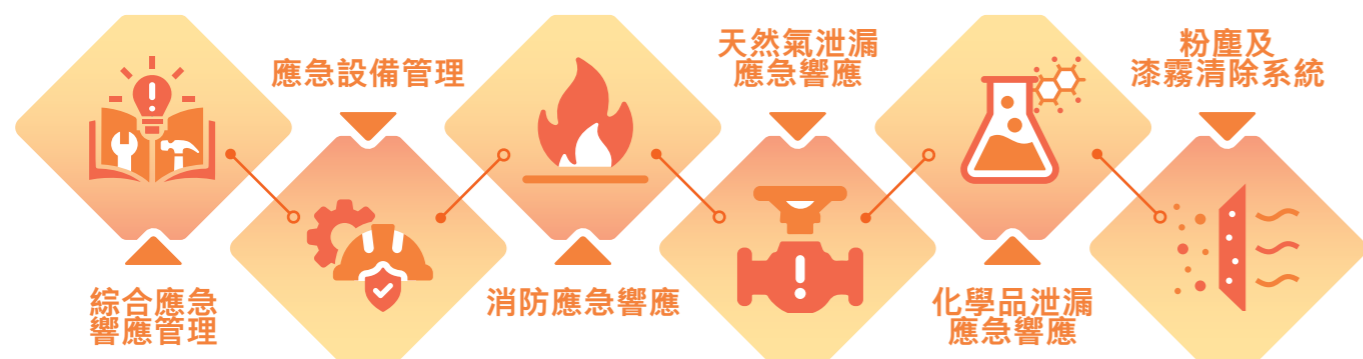 綜合應急
響應管理
應急設備管理
消防應急響應
天然氣泄漏
應急響應
化學品泄漏
應急響應
粉塵及
漆霧清除系統